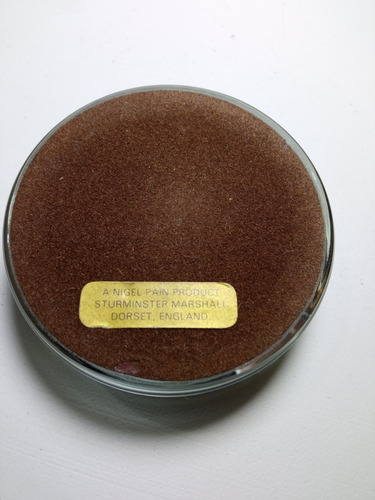 A NIGEL PAIN PRODUCT
STURMINSTER MARSHALL
DORSET, ENGLAND